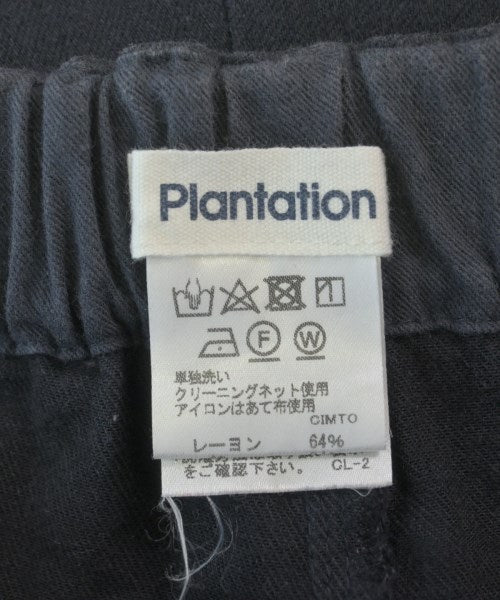 Plantation
F W
単独洗い
クリーニングネット使用
アイロンはあて布使用
CIMTO
レーヨン 64%
をご確認下さい。 CL-2